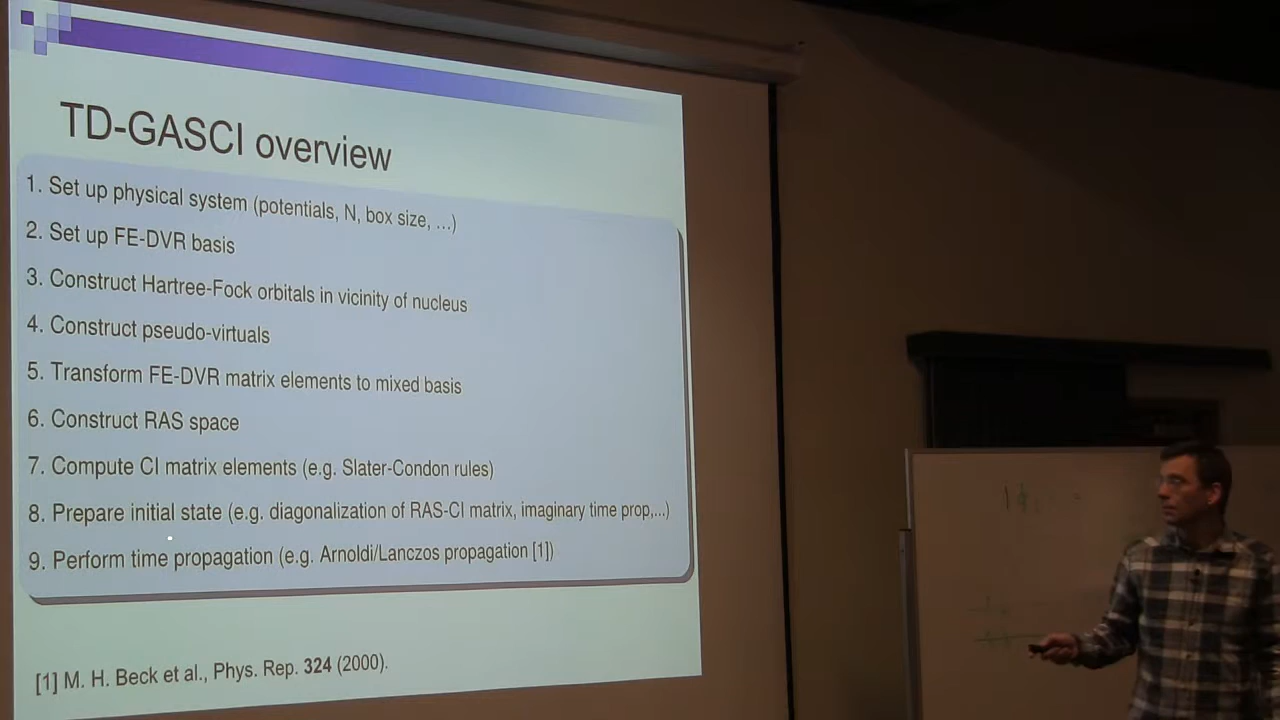 TD-GASCI overview
1. Set up physical system (potentials, N, box size, ...)
2. Set up FE-DVR basis
3. Construct Hartree-Fock orbitals in vicinity of nucleus
4. Construct pseudo-virtuals
5. Transform FE-DVR matrix elements to mixed basis
6. Construct RAS space
7. Compute CI matrix elements (e.g. Slater-Condon rules)
8. Prepare initial state (e.g. diagonalization of RAS-CI matrix, imaginary time prop,...)
9. Perform time propagation (e.g. Arnoldi/Lanczos propagation [1])
[1] M. H. Beck et al., Phys. Rep. 324 (2000).